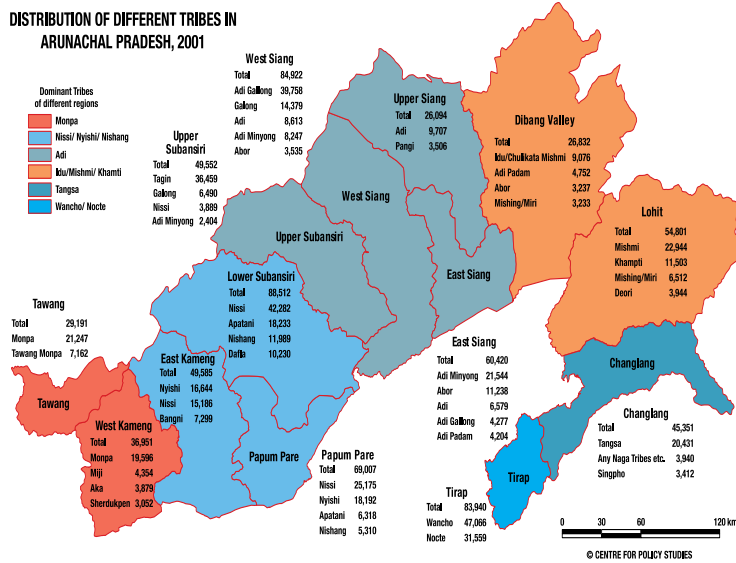 DISTRIBUTION OF DIFFERENT TRIBES IN
ARUNACHAL PRADESH, 2001
Dominant Tribes
of different regions
Monpa
Nissi/ Nyishi/ Nishang
Adi
Idu/Mishmi/ Khamti
Tangsa
Wancho/ Nocte
West Siang
Total 84,922
Adi Gallong 39,758
Galong 14,379
Adi 8,613
Adi Minyong 8,247
Abor 3,535
Upper
Subansiri
Total 49,552
Tagin 36,459
Galong 6,490
Nissi 3,889
Adi Minyong 2,404
Upper Siang
Total 26,094
Adi 9,707
Pangi 3,506
Dibang Valley
Total 26,832
Idu/Chulikata Mishmi 9,076
Adi Padam 4,752
Abor 3,237
Mishing/Miri 3,233
West Siang
Upper Subansiri
East Siang
Lohit
Total 54,801
Mishmi 22,944
Khampti 11,503
Mishing/Miri 6,512
Deori 3,944
Lower Subansiri
Total 88,512
Nissi 42,282
Apatani 18,233
Nishang 11,989
Dafla 10,230
Tawang
Total 29,191
Monpa 21,247
Tawang Monpa 7,162
East Kameng
Total 49,585
Nyishi 16,644
Nissi 15,186
Bangni 7,299
Tawang
West Kameng
Total 36,951
Monpa 19,596
Miji 4,354
Aka 3,879
Sherdukpen 3,052
Papum Pare
Papum Pare
Total 69,007
Nissi 25,175
Nyishi 18,192
Apatani 6,318
Nishang 5,310
East Siang
Total 60,420
Adi Minyong 21,544
Abor 11,238
Adi 6,579
Adi Gallong 4,277
Adi Padam 4,204
Changlang
Changlang
Total 45,351
Tangsa 20,431
Any Naga Tribes etc. 3,940
Singpho 3,412
Tirap
Tirap
Total 83,940
Wancho 47,066
Nocte 31,559
0 30 60 120 km
© CENTRE FOR POLICY STUDIES